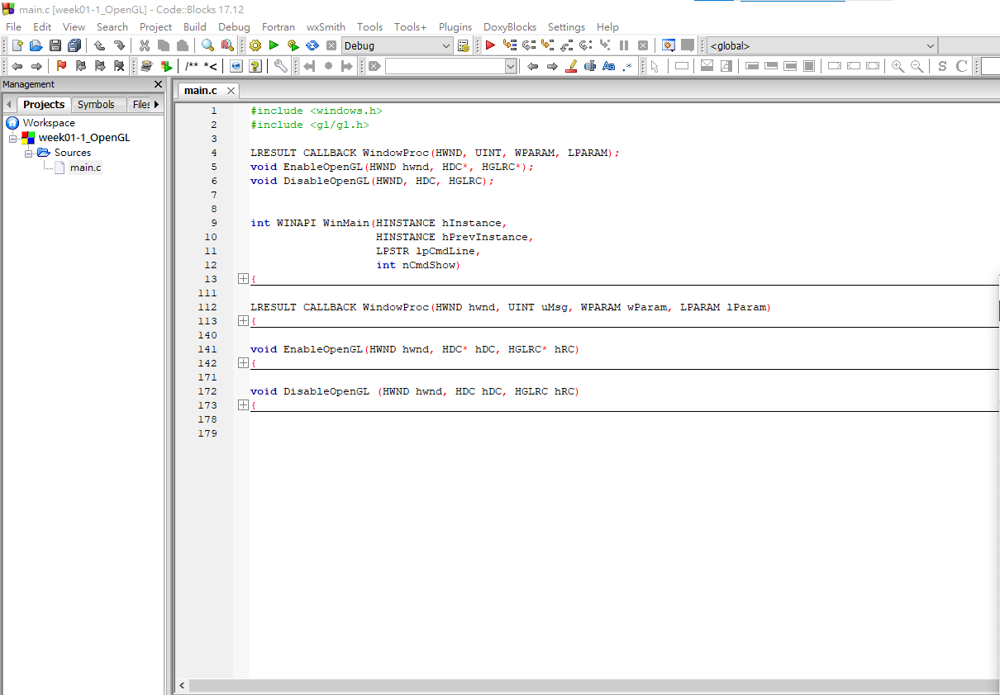 main.c [week01-1_OpenGL] - Code::Blocks 17.12
File Edit View Search Project Build Debug Fortran wxSmith Tools Tools+ Plugins DoxyBlocks Settings Help
Debug <global>
/** *<
Management
Projects Symbols Files
Workspace
week01-1_OpenGL
Sources
main.c
main.c
1 #include <windows.h>
2 #include <gl/gl.h>
3
4 LRESULT CALLBACK WindowProc(HWND, UINT, WPARAM, LPARAM);
5 void EnableOpenGL(HWND hwnd, HDC*, HGLRC*);
6 void DisableOpenGL(HWND, HDC, HGLRC);
7
8
9 int WINAPI WinMain(HINSTANCE hInstance,
10 HINSTANCE hPrevInstance,
11 LPSTR lpCmdLine,
12 int nCmdShow)
13 {
111
112 LRESULT CALLBACK WindowProc(HWND hwnd, UINT uMsg, WPARAM wParam, LPARAM lParam)
113 {
140
141 void EnableOpenGL(HWND hwnd, HDC* hDC, HGLRC* hRC)
142 {
171
172 void DisableOpenGL (HWND hwnd, HDC hDC, HGLRC hRC)
173 {
178
179